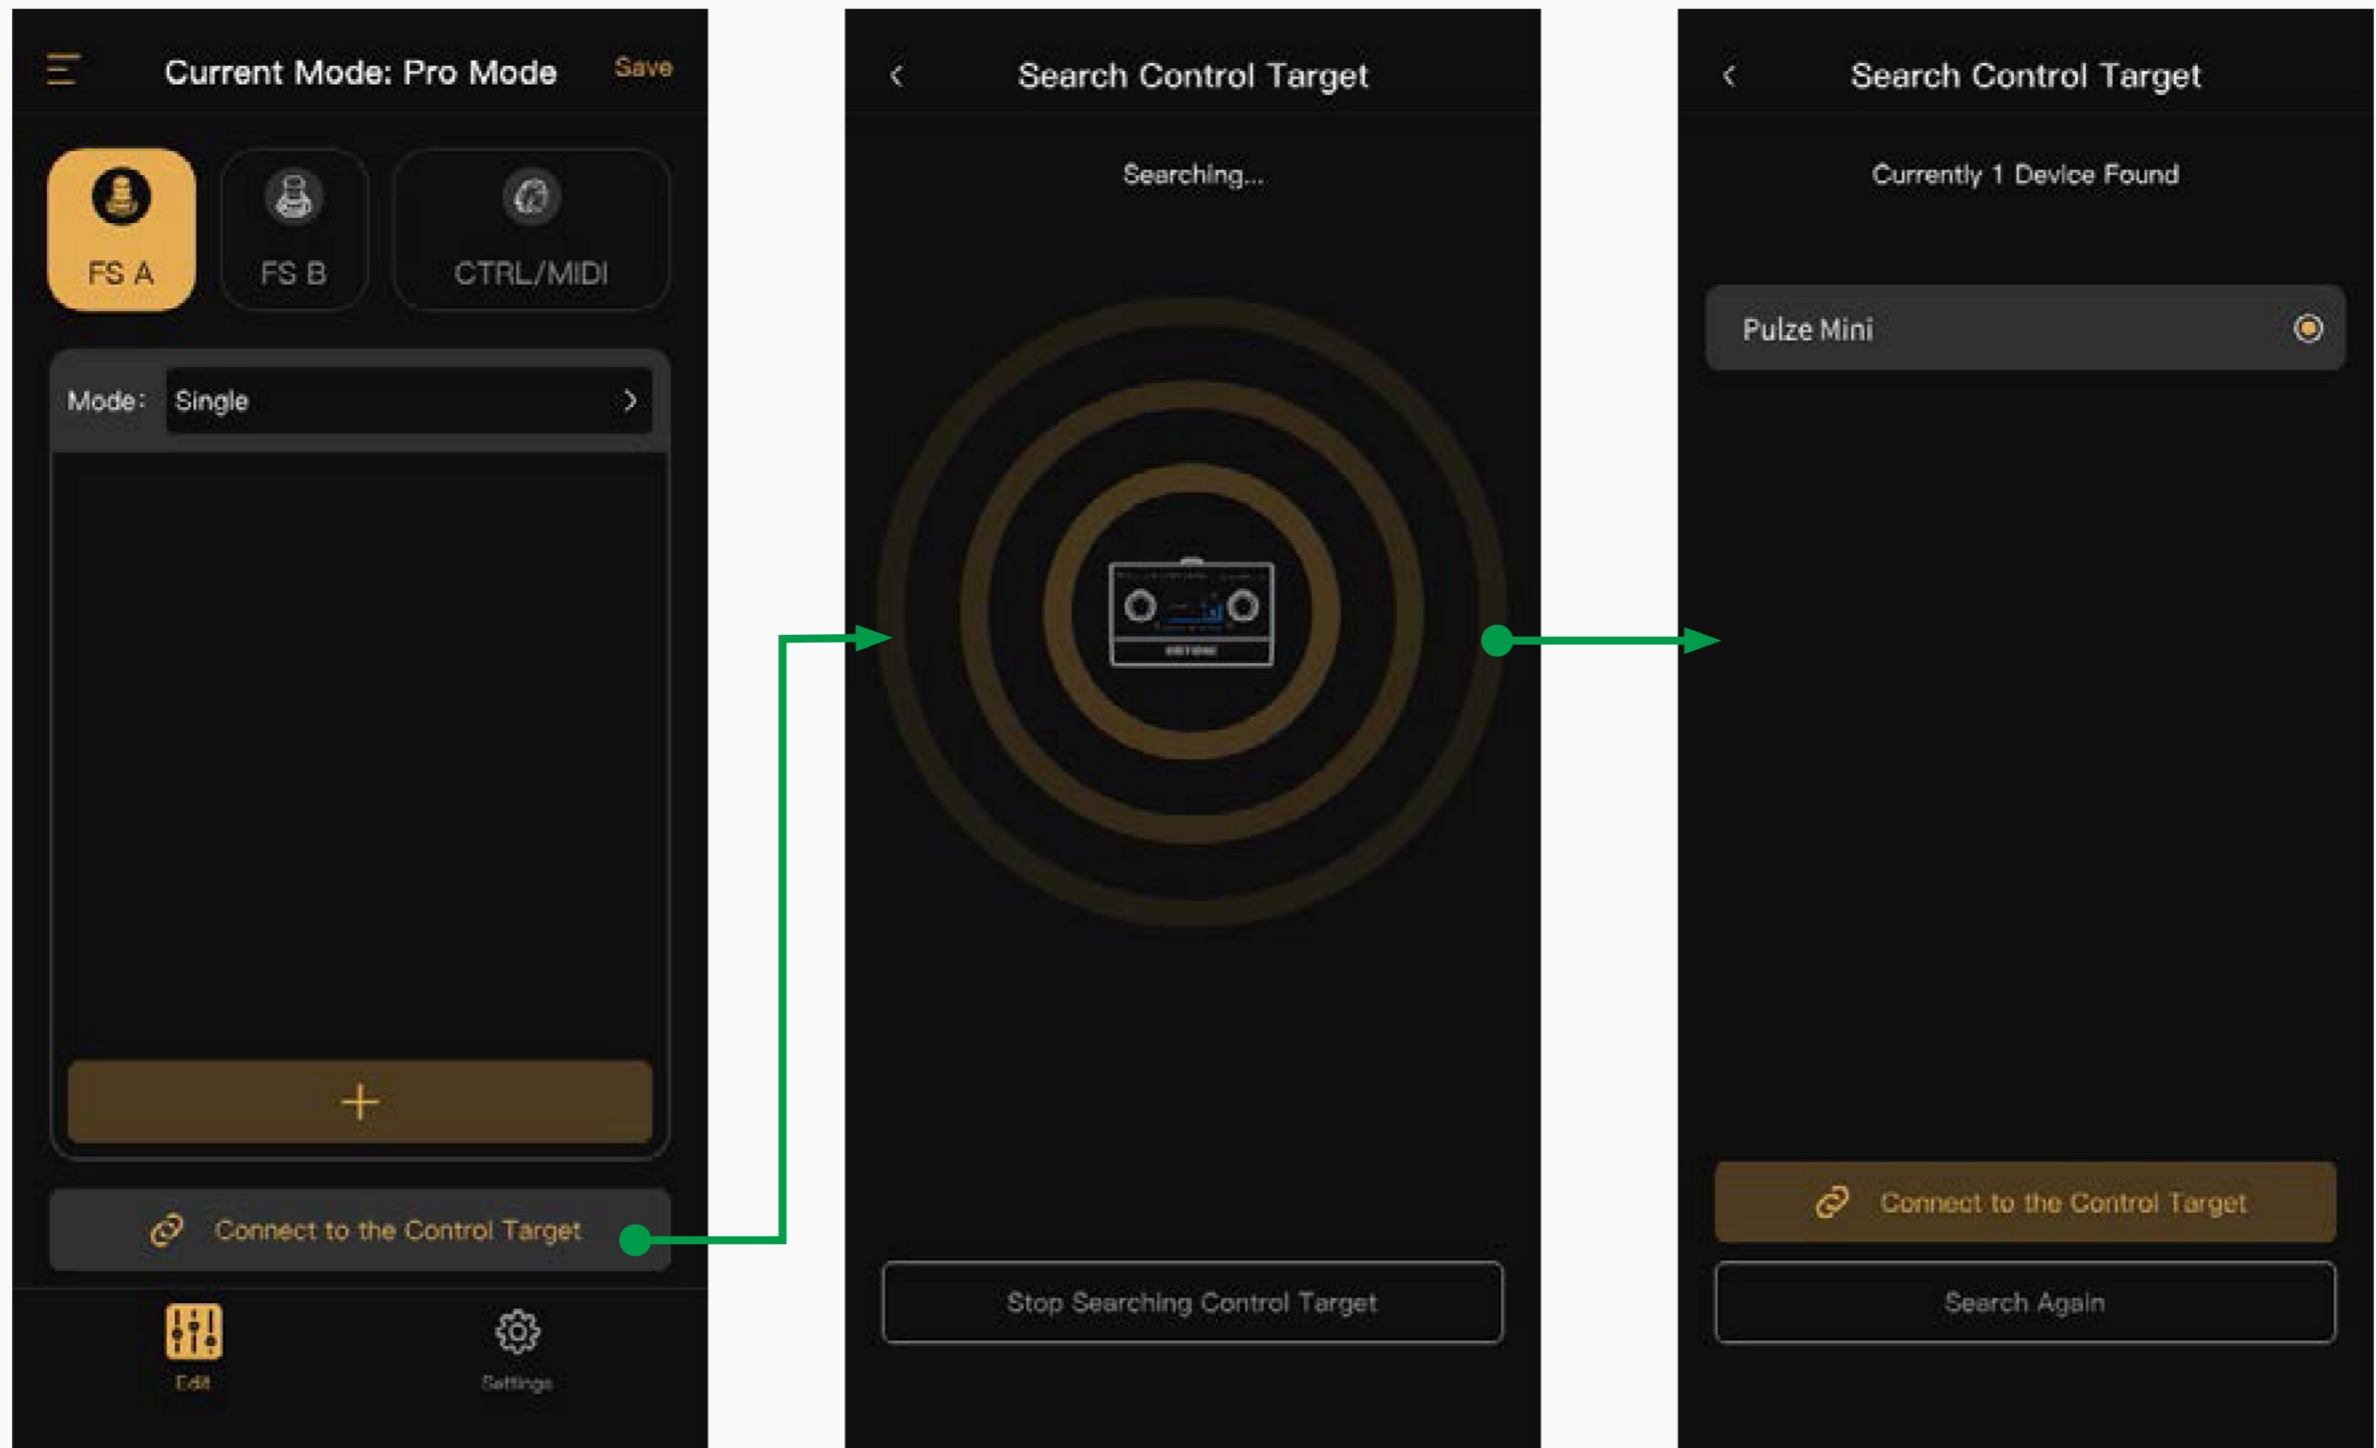 Current Mode: Pro Mode
Save
FS A
FS B
CTRL/MIDI
Mode:
Single
Connect to the Control Target
Edit
Settings
Search Control Target
Searching...
Stop Searching Control Target
Search Control Target
Currently 1 Device Found
Pulze Mini
Connect to the Control Target
Search Again